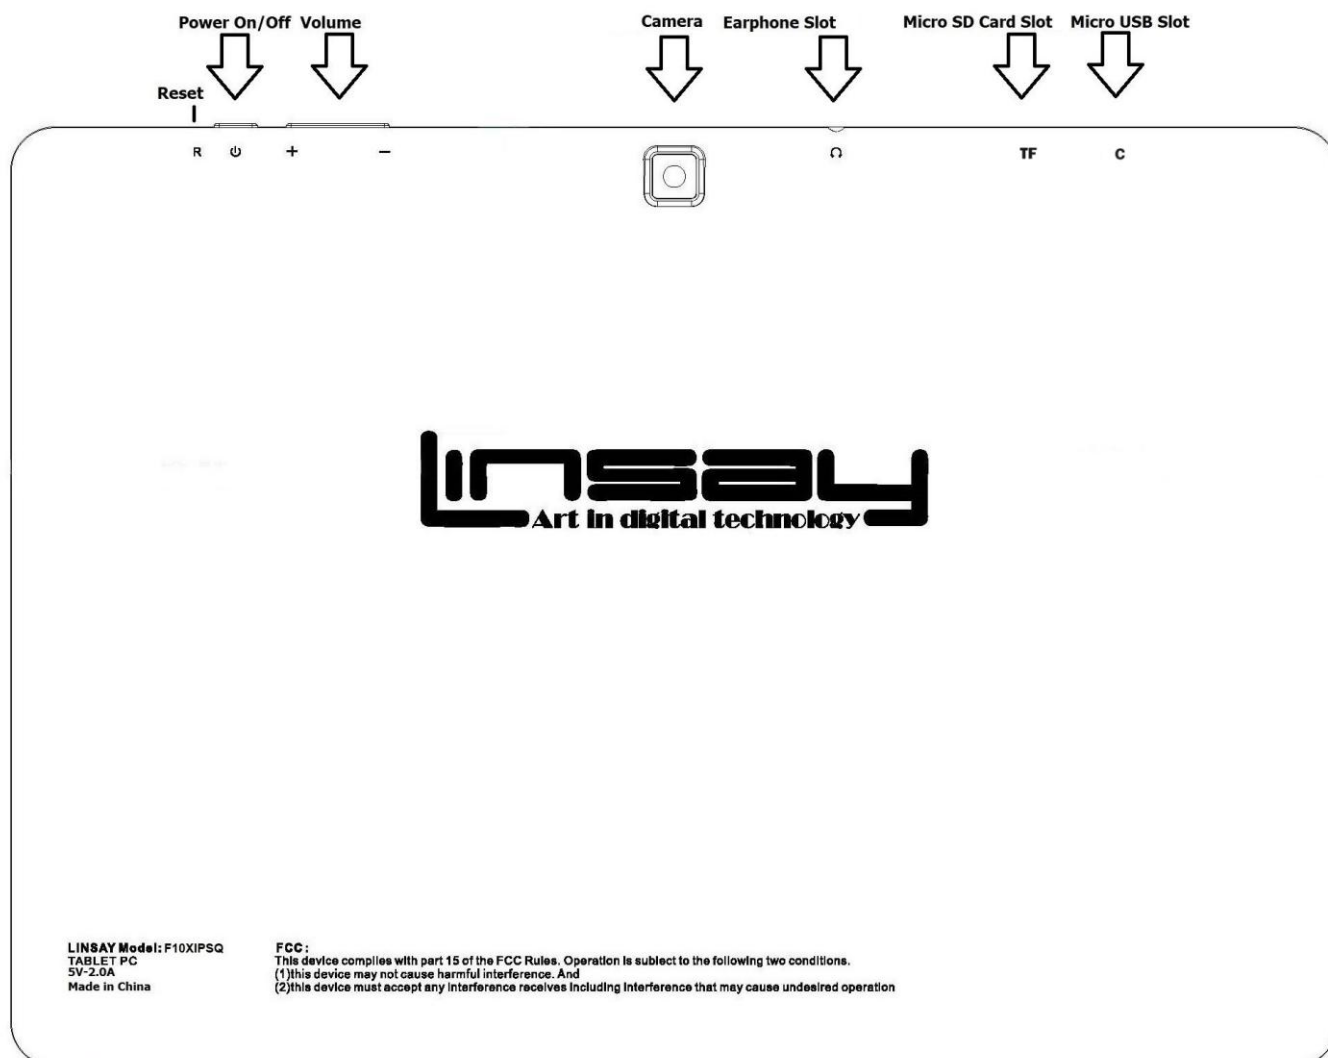 Power On/Off Volume Camera Earphone Slot Micro SD Card Slot Micro USB Slot
Reset
R + − TF C
Linsay
Art in digital technology
LINSAY Model: F10XIPSQ
TABLET PC
5V-2.0A
Made in China
FCC:
This device complies with part 15 of the FCC Rules. Operation is subject to the following two conditions.
(1)this device may not cause harmful interference. And
(2)this device must accept any interference receives including interference that may cause undesired operation